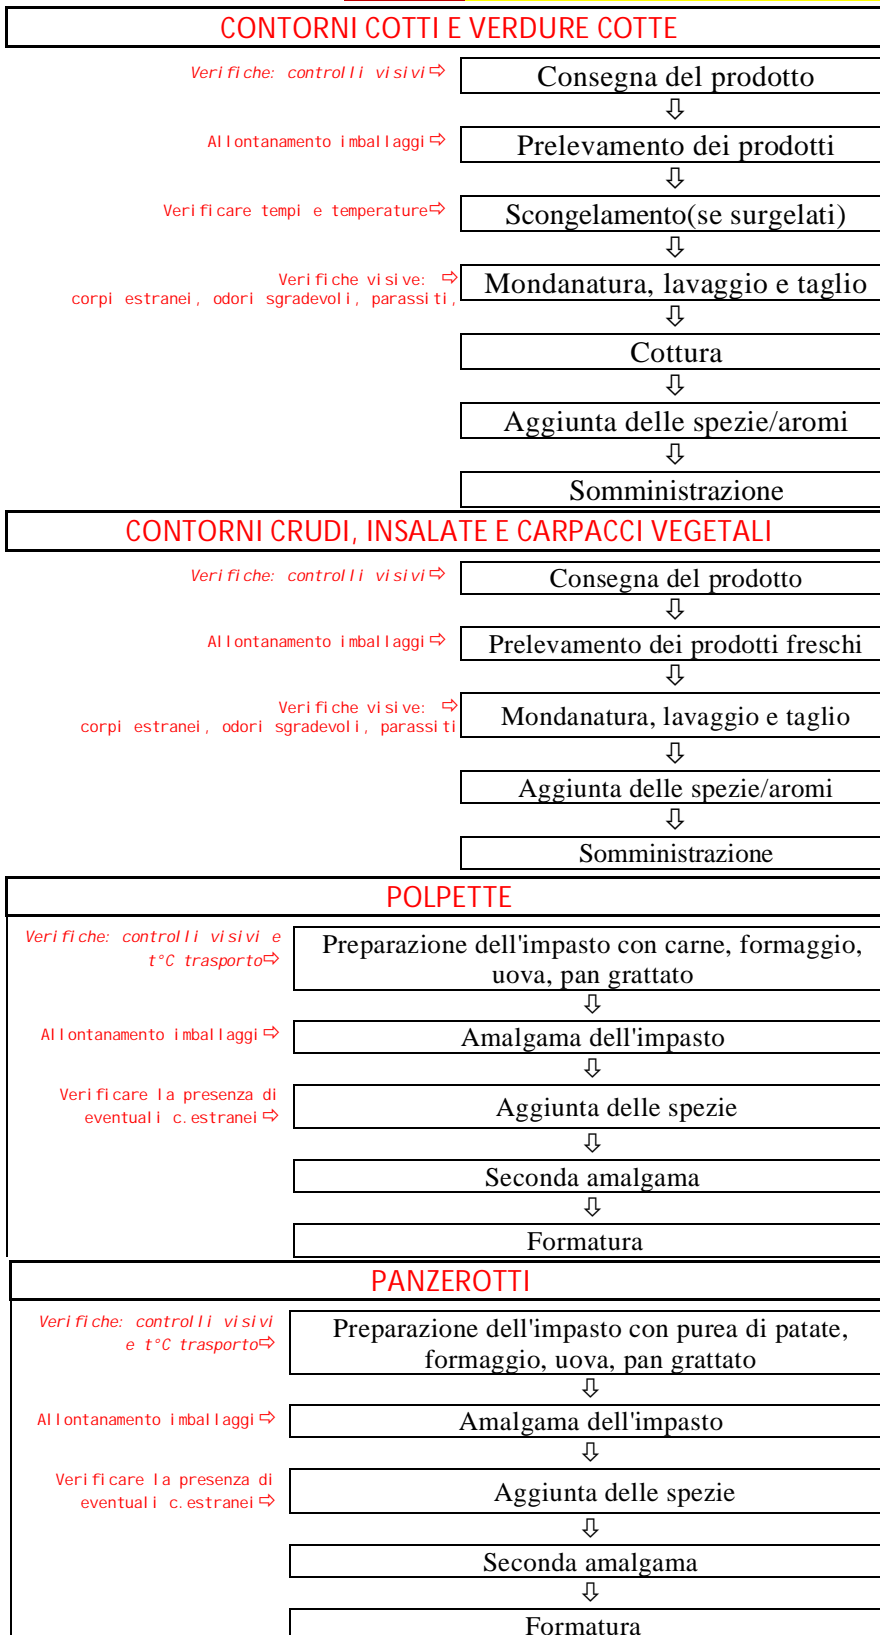 CONTORNI COTTI E VERDURE COTTE
Verifiche: controlli visivi⇨
Consegna del prodotto
⇩
Allontanamento imballaggi⇨
Prelevamento dei prodotti
⇩
Verificare tempi e temperature⇨
Scongelamento(se surgelati)
⇩
Verifiche visive: ⇨
corpi estranei, odori sgradevoli, parassiti,
Mondanatura, lavaggio e taglio
⇩
Cottura
⇩
Aggiunta delle spezie/aromi
⇩
Somministrazione
CONTORNI CRUDI, INSALATE E CARPACCI VEGETALI
Verifiche: controlli visivi⇨
Consegna del prodotto
⇩
Allontanamento imballaggi⇨
Prelevamento dei prodotti freschi
⇩
Verifiche visive: ⇨
corpi estranei, odori sgradevoli, parassiti
Mondanatura, lavaggio e taglio
⇩
Aggiunta delle spezie/aromi
⇩
Somministrazione
POLPETTE
Verifiche: controlli visivi e
t°C trasporto⇨
Preparazione dell'impasto con carne, formaggio,
uova, pan grattato
⇩
Allontanamento imballaggi⇨
Amalgama dell'impasto
⇩
Verificare la presenza di
eventuali c.estranei⇨
Aggiunta delle spezie
⇩
Seconda amalgama
⇩
Formatura
PANZEROTTI
Verifiche: controlli visivi
e t°C trasporto⇨
Preparazione dell'impasto con purea di patate,
formaggio, uova, pan grattato
⇩
Allontanamento imballaggi⇨
Amalgama dell'impasto
⇩
Verificare la presenza di
eventuali c.estranei⇨
Aggiunta delle spezie
⇩
Seconda amalgama
⇩
Formatura